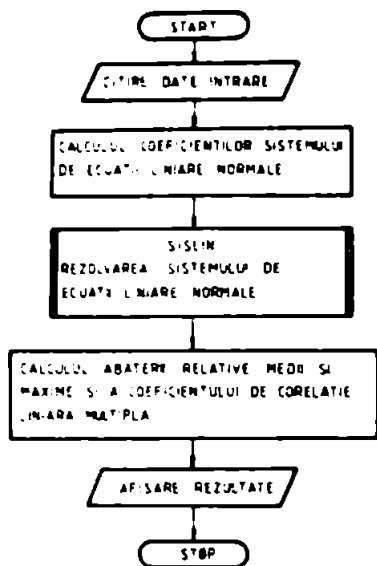 START
CITIRE DATE INTRARE
CALCULUL COEFICIENTILOR SISTEMULUI
DE ECUATII LINIARE NORMALE
SISLIN
REZOLVAREA SISTEMULUI DE
ECUATII LINIARE NORMALE
CALCULUL ABATERII RELATIVE MEDII SI
MAXIME SI A COEFICIENTULUI DE CORELATIE
LINIARA MULTIPLA
AFISARE REZULTATE
STOP